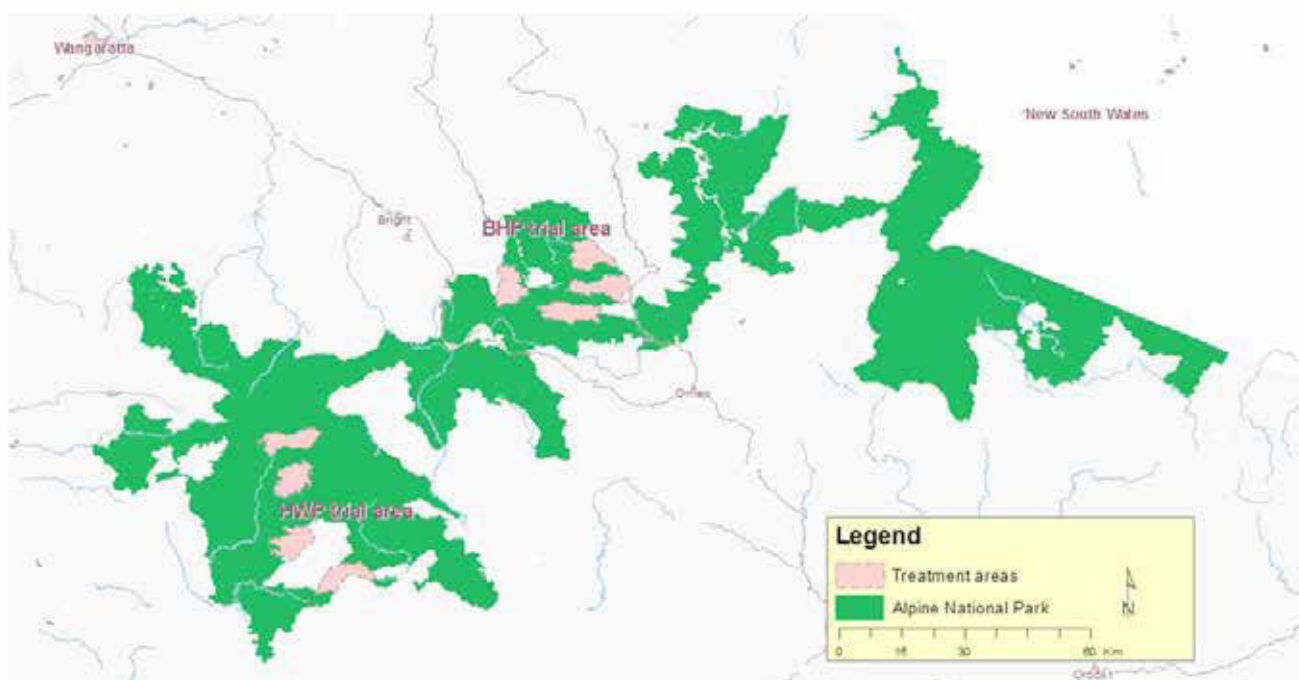 Wangaratta
New South Wales
Bright
BHP trial area
Omeo
HWP trial area
Legend
Treatment areas
Alpine National Park
N
0 15 30 60 Km
Orbost